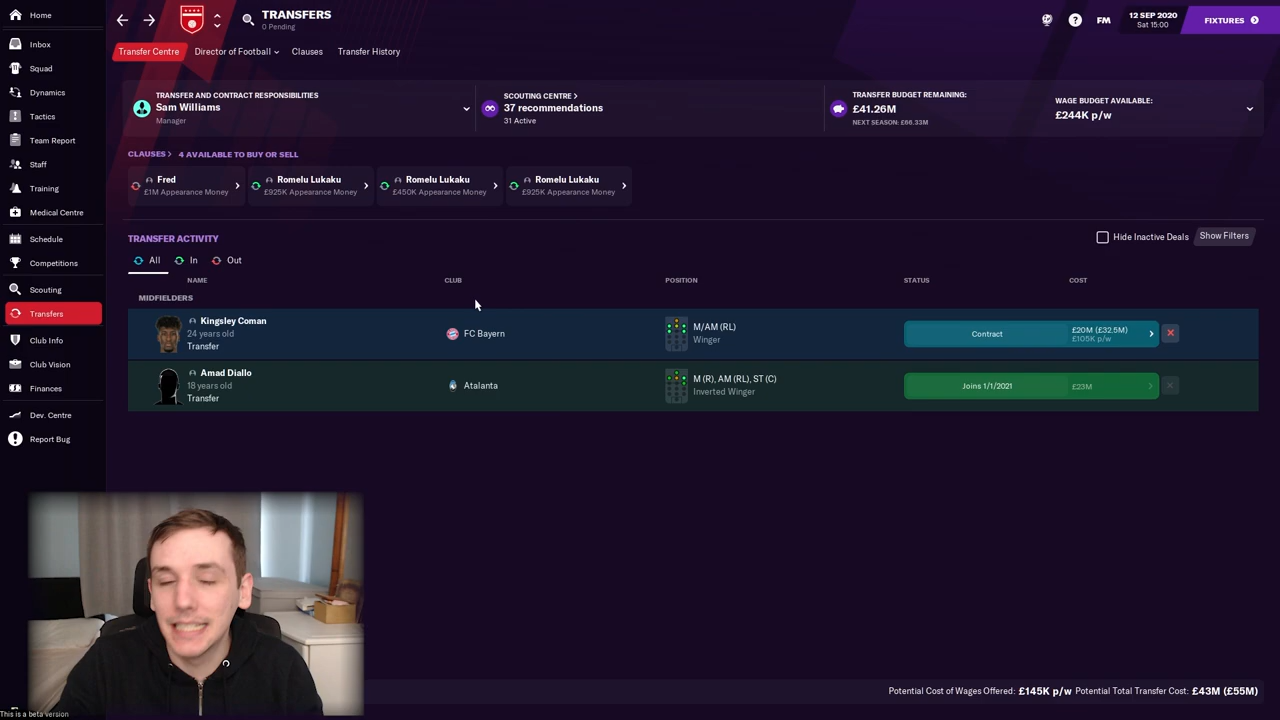 Home
Inbox
Squad
Dynamics
Tactics
Team Report
Staff
Training
Medical Centre
Schedule
Competitions
Scouting
Transfers
Club Info
Club Vision
Finances
Dev. Centre
Report Bug
This is a beta version
TRANSFERS
0 Pending
FM
12 SEP 2020
Sat 15:00
FIXTURES
Transfer Centre
Director of Football
Clauses
Transfer History
TRANSFER AND CONTRACT RESPONSIBILITIES
Sam Williams
Manager
SCOUTING CENTRE >
37 recommendations
31 Active
TRANSFER BUDGET REMAINING:
£41.26M
NEXT SEASON: £66.33M
WAGE BUDGET AVAILABLE:
£244K p/w
CLAUSES > 4 AVAILABLE TO BUY OR SELL
Fred
£1M Appearance Money
Romelu Lukaku
£925K Appearance Money
Romelu Lukaku
£450K Appearance Money
Romelu Lukaku
£925K Appearance Money
TRANSFER ACTIVITY
Hide Inactive Deals
Show Filters
All In Out
NAME CLUB POSITION STATUS COST
MIDFIELDERS
Kingsley Coman
24 years old
Transfer
FC Bayern
M/AM (RL)
Winger
Contract
£20M (£32.5M)
£105K p/w
Amad Diallo
18 years old
Transfer
Atalanta
M (R), AM (RL), ST (C)
Inverted Winger
Joins 1/1/2021
£23M
Potential Cost of Wages Offered: £145K p/w Potential Total Transfer Cost: £43M (£55M)